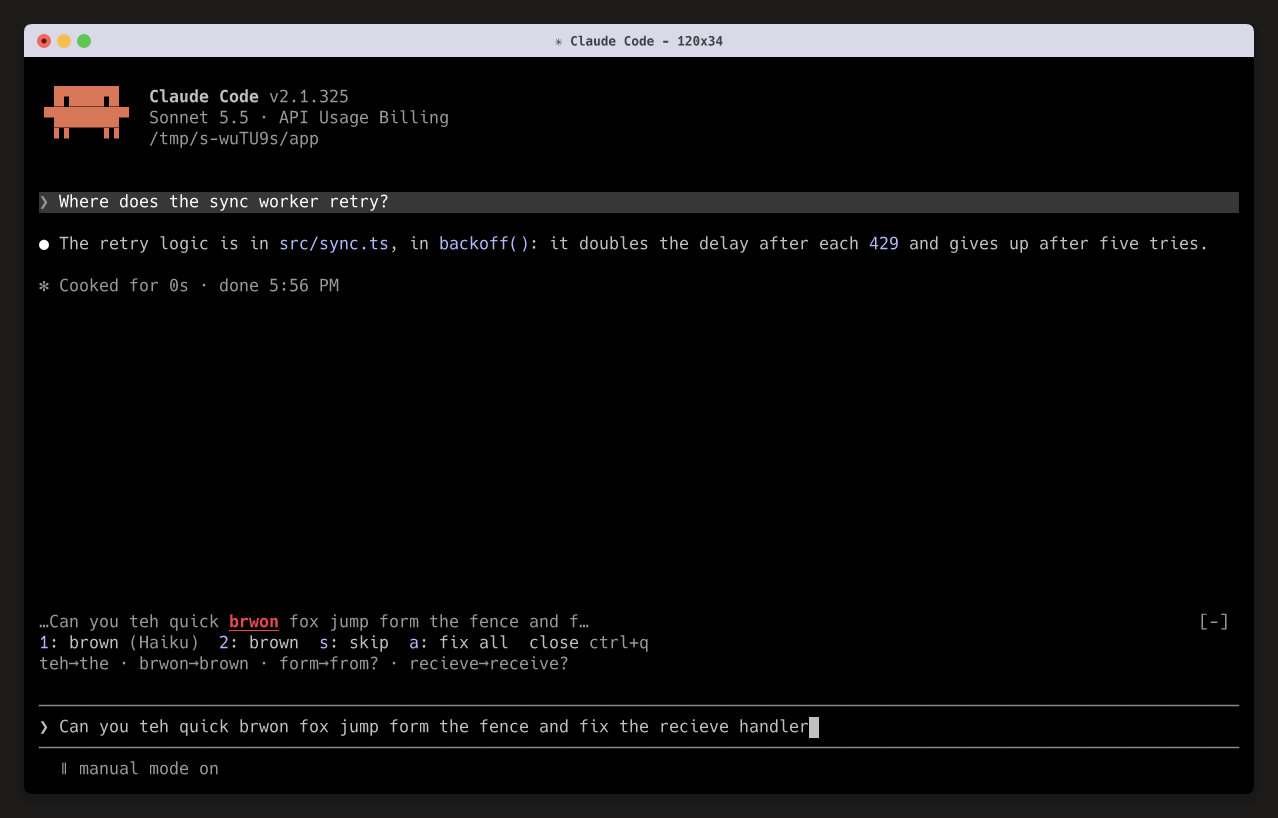 ✳ Claude Code – 120x34
Claude Code v2.1.325
Sonnet 5.5 · API Usage Billing
/tmp/s-wuTU9s/app
❯ Where does the sync worker retry?
● The retry logic is in src/sync.ts, in backoff(): it doubles the delay after each 429 and gives up after five tries.
✻ Cooked for 0s · done 5:56 PM
…Can you teh quick brwon fox jump form the fence and f… [-]
1: brown (Haiku)  2: brown  s: skip  a: fix all  close ctrl+q
teh→the · brwon→brown · form→from? · recieve→receive?
❯ Can you teh quick brwon fox jump form the fence and fix the recieve handler
⏸ manual mode on